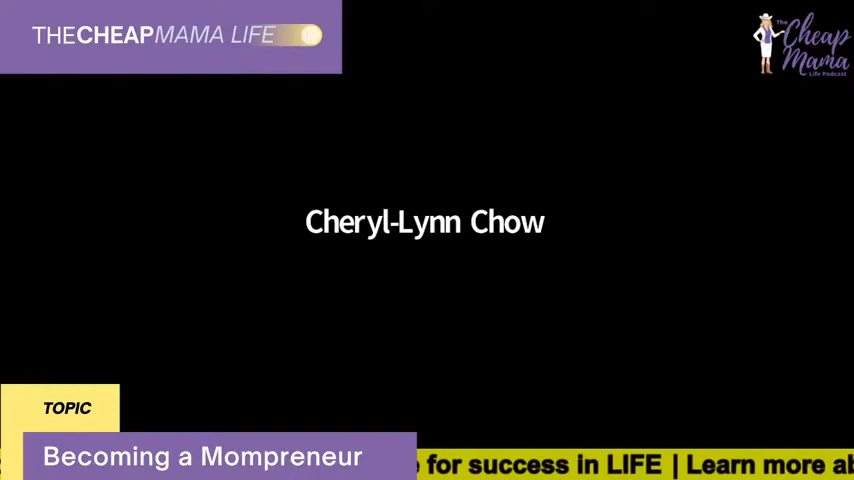 THECHEAPMAMA LIFE
The
Cheap
Mama
Life Podcast
Cheryl-Lynn Chow
TOPIC
Becoming a Mompreneur
for success in LIFE | Learn more